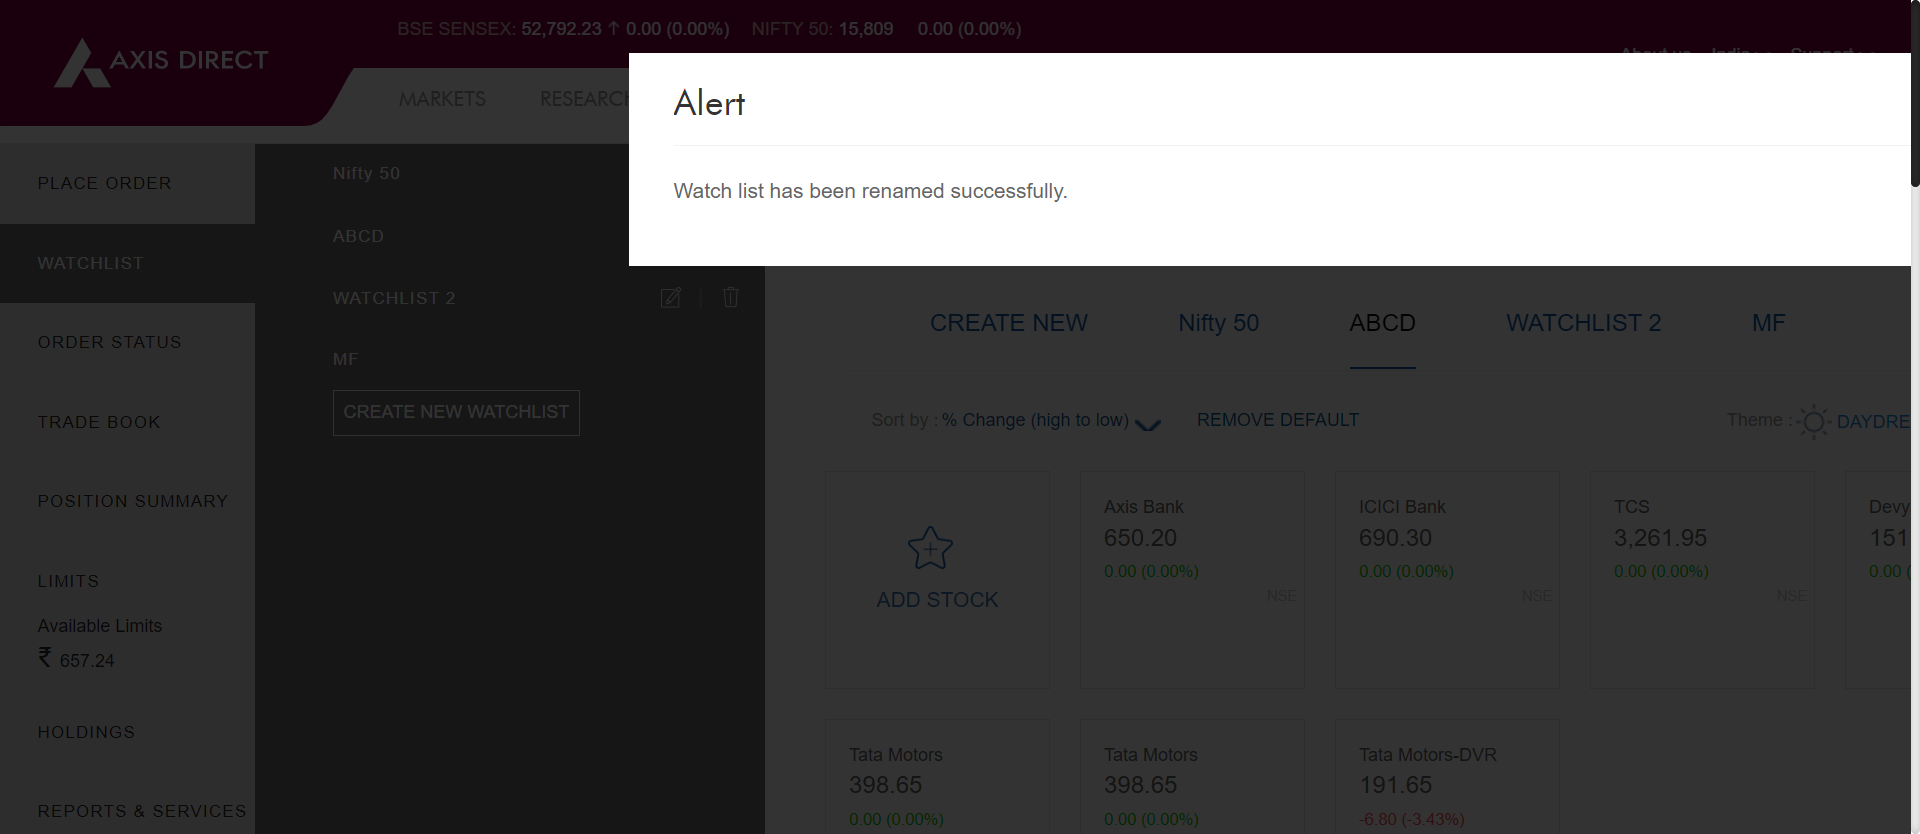 BSE SENSEX: 52,792.23 ↑ 0.00 (0.00%) NIFTY 50: 15,809 0.00 (0.00%)
AXIS DIRECT
About us India Support
MARKETS RESEARCH
Alert
Watch list has been renamed successfully.
PLACE ORDER
WATCHLIST
ORDER STATUS
TRADE BOOK
POSITION SUMMARY
LIMITS
Available Limits
₹ 657.24
HOLDINGS
REPORTS & SERVICES
Nifty 50
ABCD
WATCHLIST 2
MF
CREATE NEW WATCHLIST
CREATE NEW Nifty 50 ABCD WATCHLIST 2 MF
Sort by : % Change (high to low) REMOVE DEFAULT Theme : DAYDRE
ADD STOCK
Axis Bank
650.20
0.00 (0.00%)
NSE
ICICI Bank
690.30
0.00 (0.00%)
NSE
TCS
3,261.95
0.00 (0.00%)
NSE
Devy
151
0.00 (
Tata Motors
398.65
0.00 (0.00%)
Tata Motors
398.65
0.00 (0.00%)
Tata Motors-DVR
191.65
-6.80 (-3.43%)